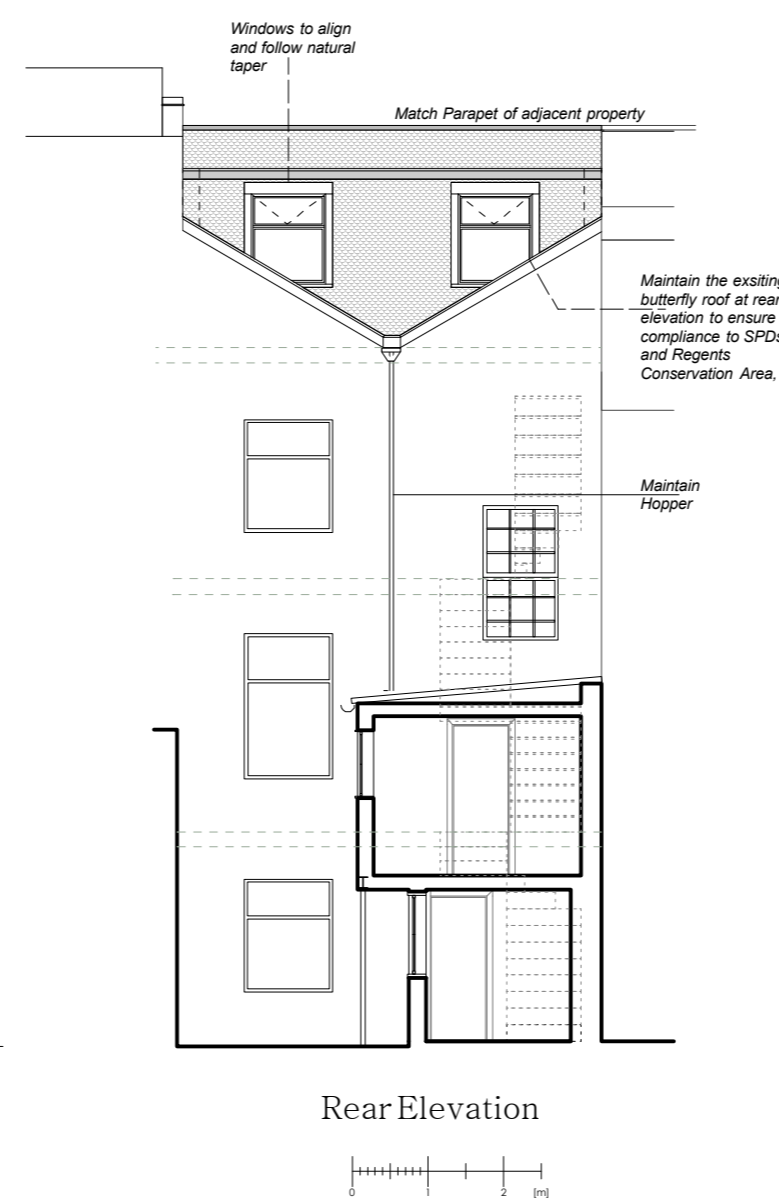 Windows to align
and follow natural
taper
Match Parapet of adjacent property
Maintain the exsiting
butterfly roof at rear
elevation to ensure
compliance to SPDs
and Regents
Conservation Area,
Maintain
Hopper
Rear Elevation
0 1 2 [m]